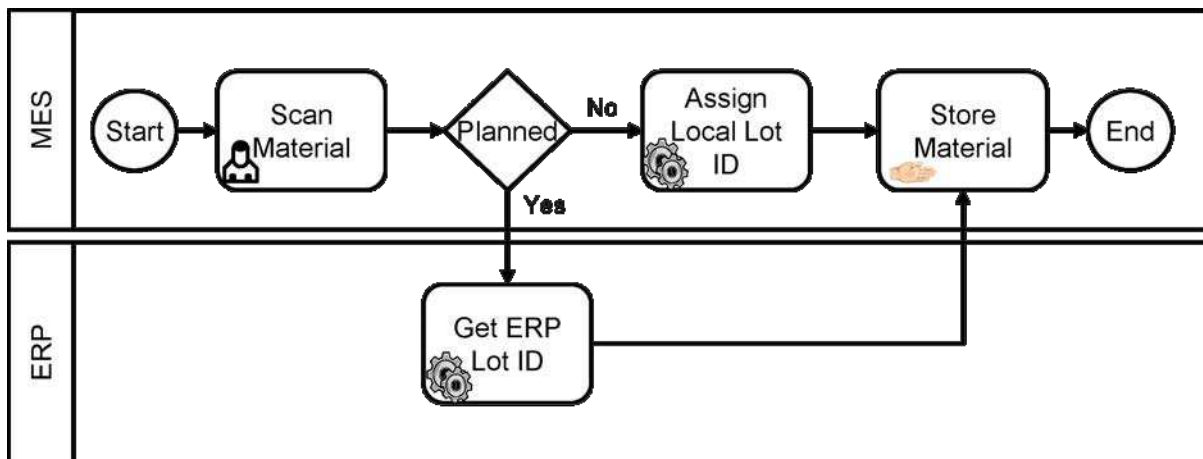 MES
Start
Scan
Material
Planned
No
Yes
Assign
Local Lot
ID
Store
Material
End
ERP
Get ERP
Lot ID